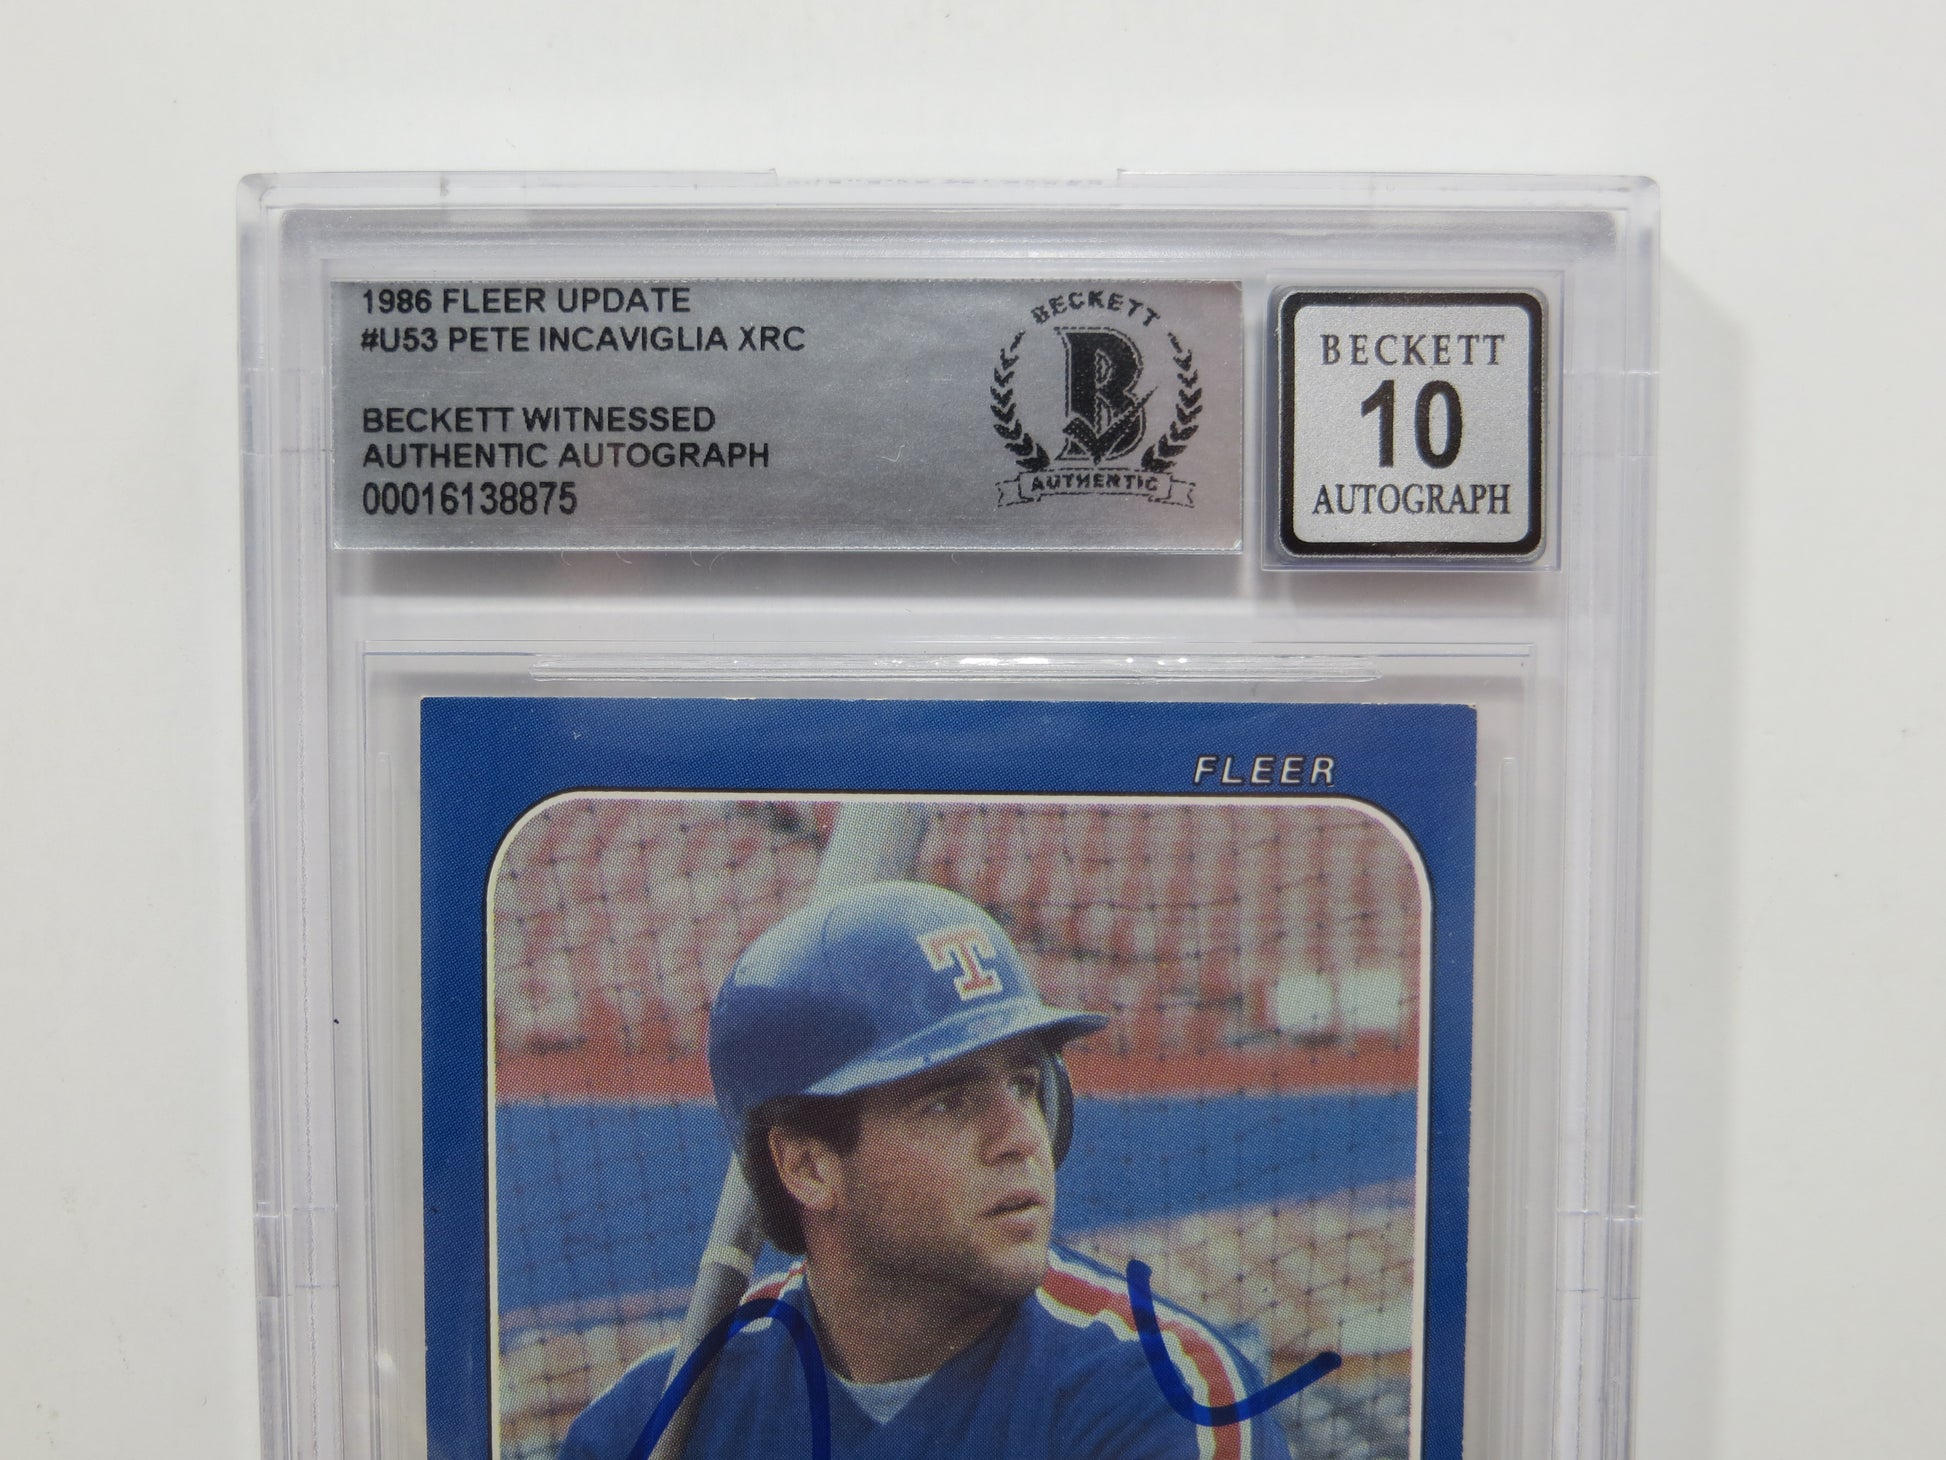 1986 FLEER UPDATE
#U53 PETE INCAVIGLIA XRC
BECKETT WITNESSED
AUTHENTIC AUTOGRAPH
00016138875
BECKETT
B
AUTHENTIC
BECKETT
10
AUTOGRAPH
FLEER
T